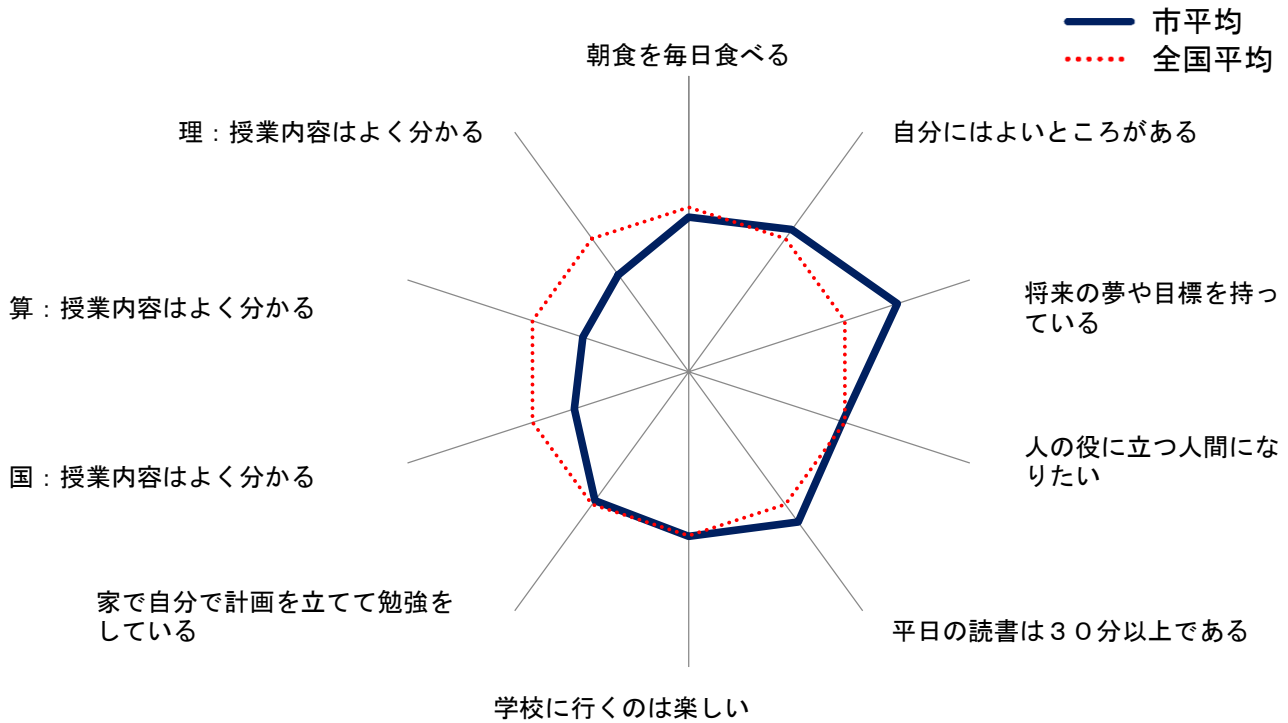 市平均
全国平均
朝食を毎日食べる
自分にはよいところがある
将来の夢や目標を持っ
ている
人の役に立つ人間にな
りたい
平日の読書は３０分以上である
学校に行くのは楽しい
家で自分で計画を立てて勉強を
している
国：授業内容はよく分かる
算：授業内容はよく分かる
理：授業内容はよく分かる